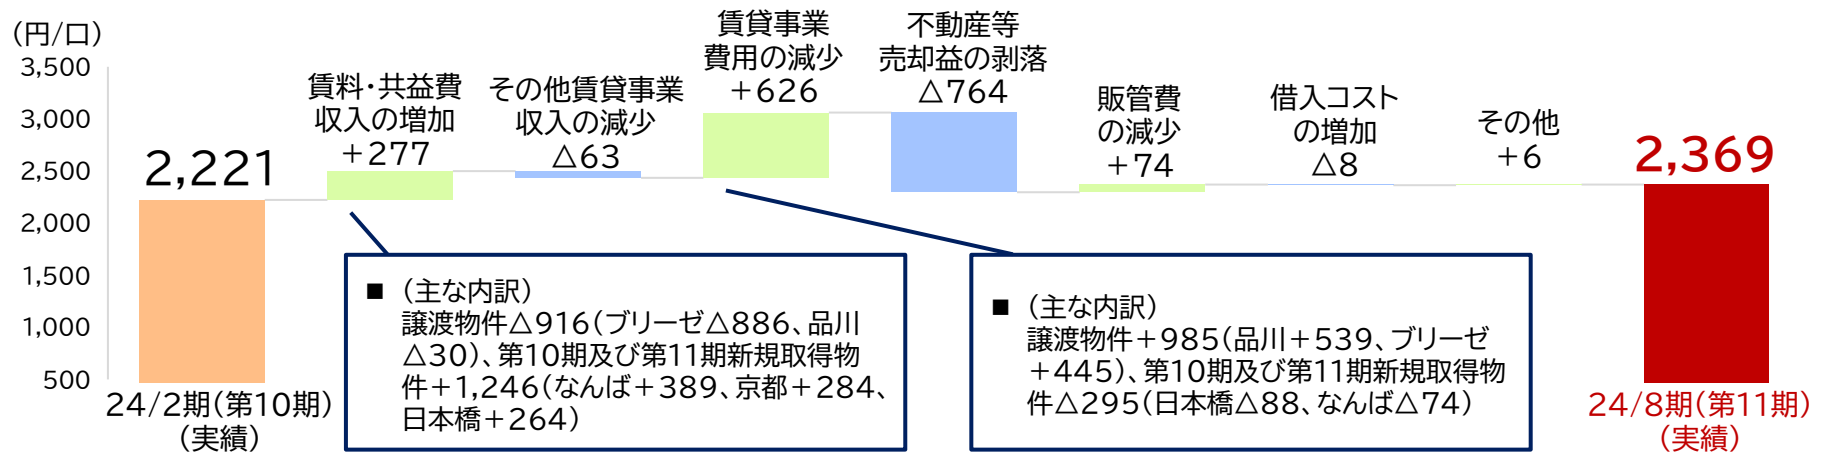 (円/口)
3,500
3,000
2,500
2,000
1,500
1,000
500
2,221
賃料・共益費
収入の増加
+277
その他賃貸事業
収入の減少
△63
賃貸事業
費用の減少
+626
不動産等
売却益の剥落
△764
販管費
の減少
+74
借入コスト
の増加
△8
その他
+6
2,369
■ (主な内訳)
譲渡物件△916(ブリーゼ△886、品川
△30)、第10期及び第11期新規取得物
件+1,246(なんば+389、京都+284、
日本橋+264)
■ (主な内訳)
譲渡物件+985(品川+539、ブリーゼ
+445)、第10期及び第11期新規取得物
件△295(日本橋△88、なんば△74)
24/2期(第10期)
(実績)
24/8期(第11期)
(実績)